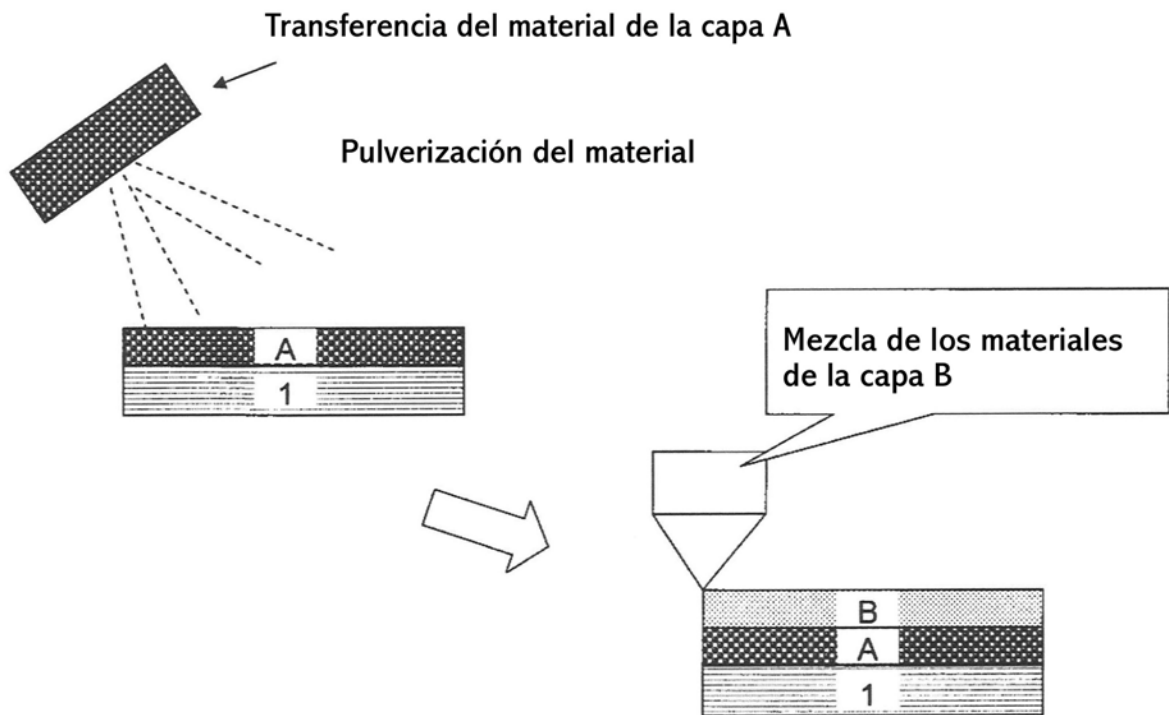 Transferencia del material de la capa A
Pulverización del material
A
1
Mezcla de los materiales
de la capa B
B
A
1